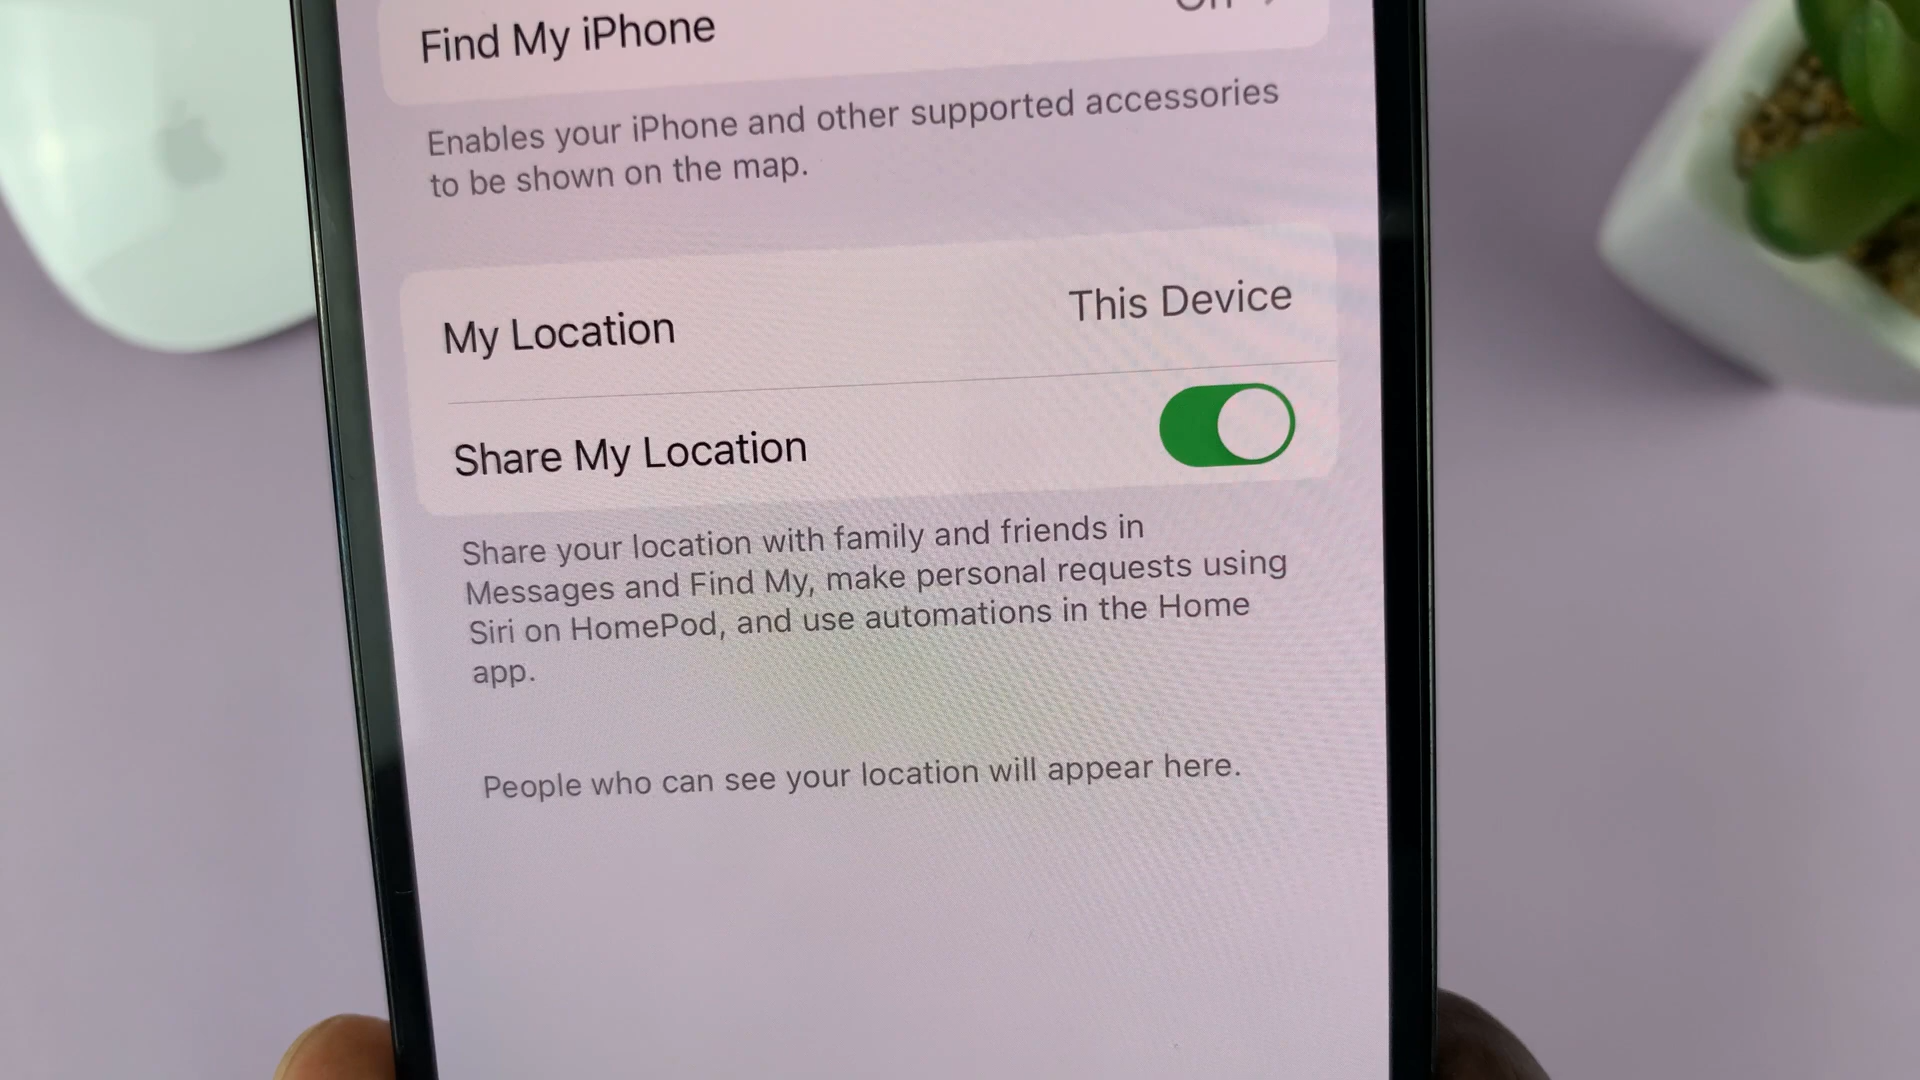 Find My iPhone On
Enables your iPhone and other supported accessories
to be shown on the map.
My Location This Device
Share My Location
Share your location with family and friends in
Messages and Find My, make personal requests using
Siri on HomePod, and use automations in the Home
app.
People who can see your location will appear here.